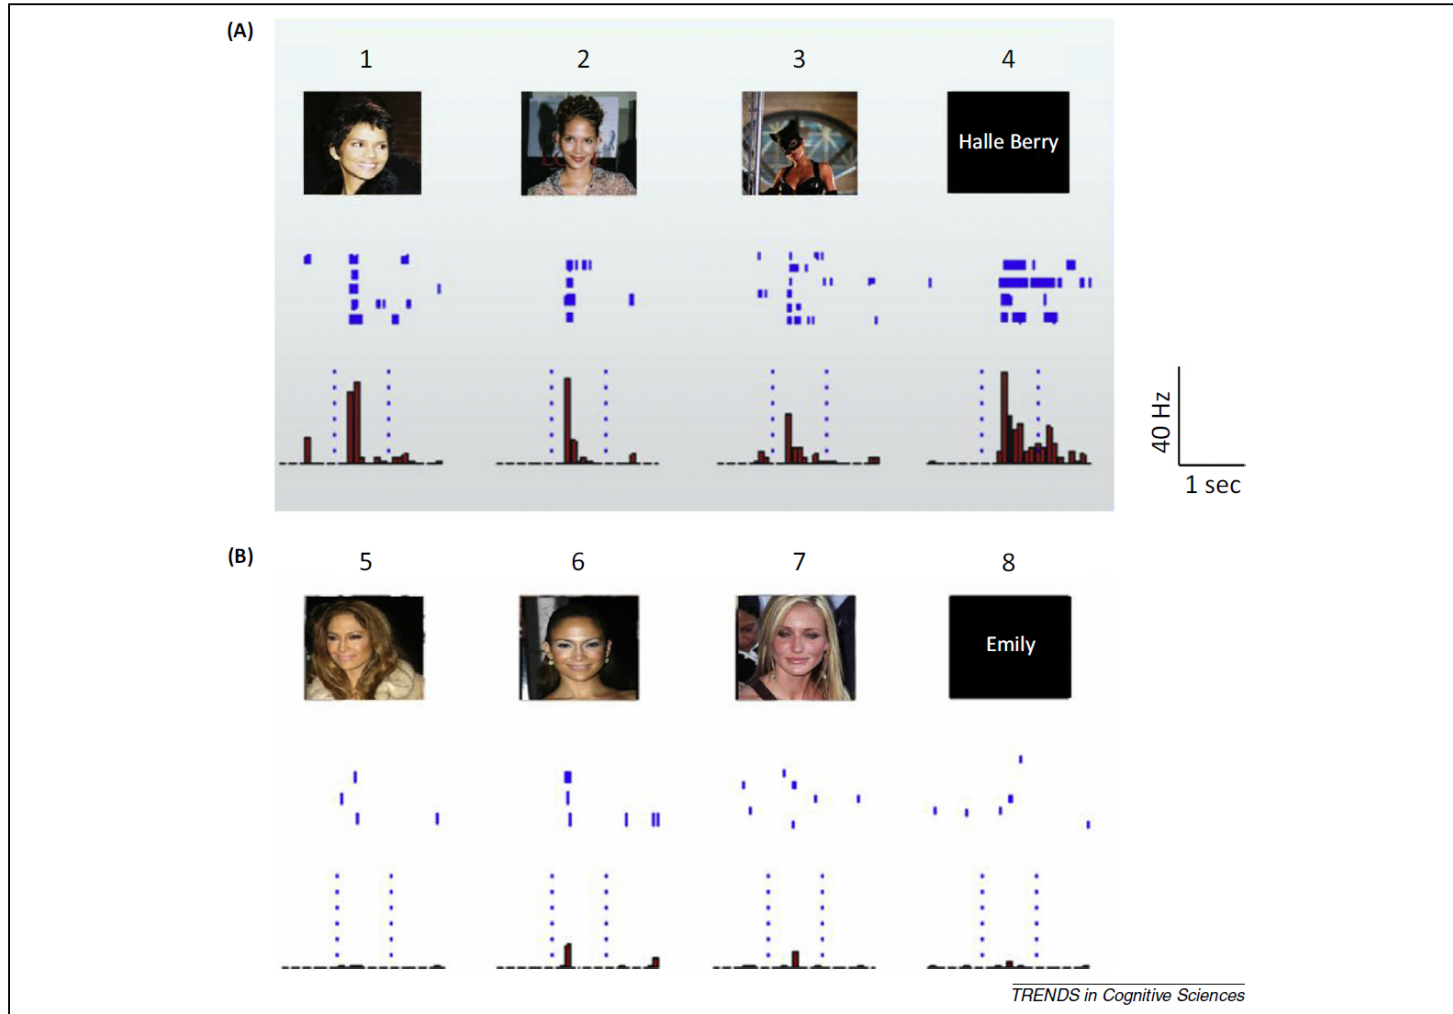 (A)
1 2 3 4
Halle Berry
40 Hz
1 sec
(B)
5 6 7 8
Emily
TRENDS in Cognitive Sciences